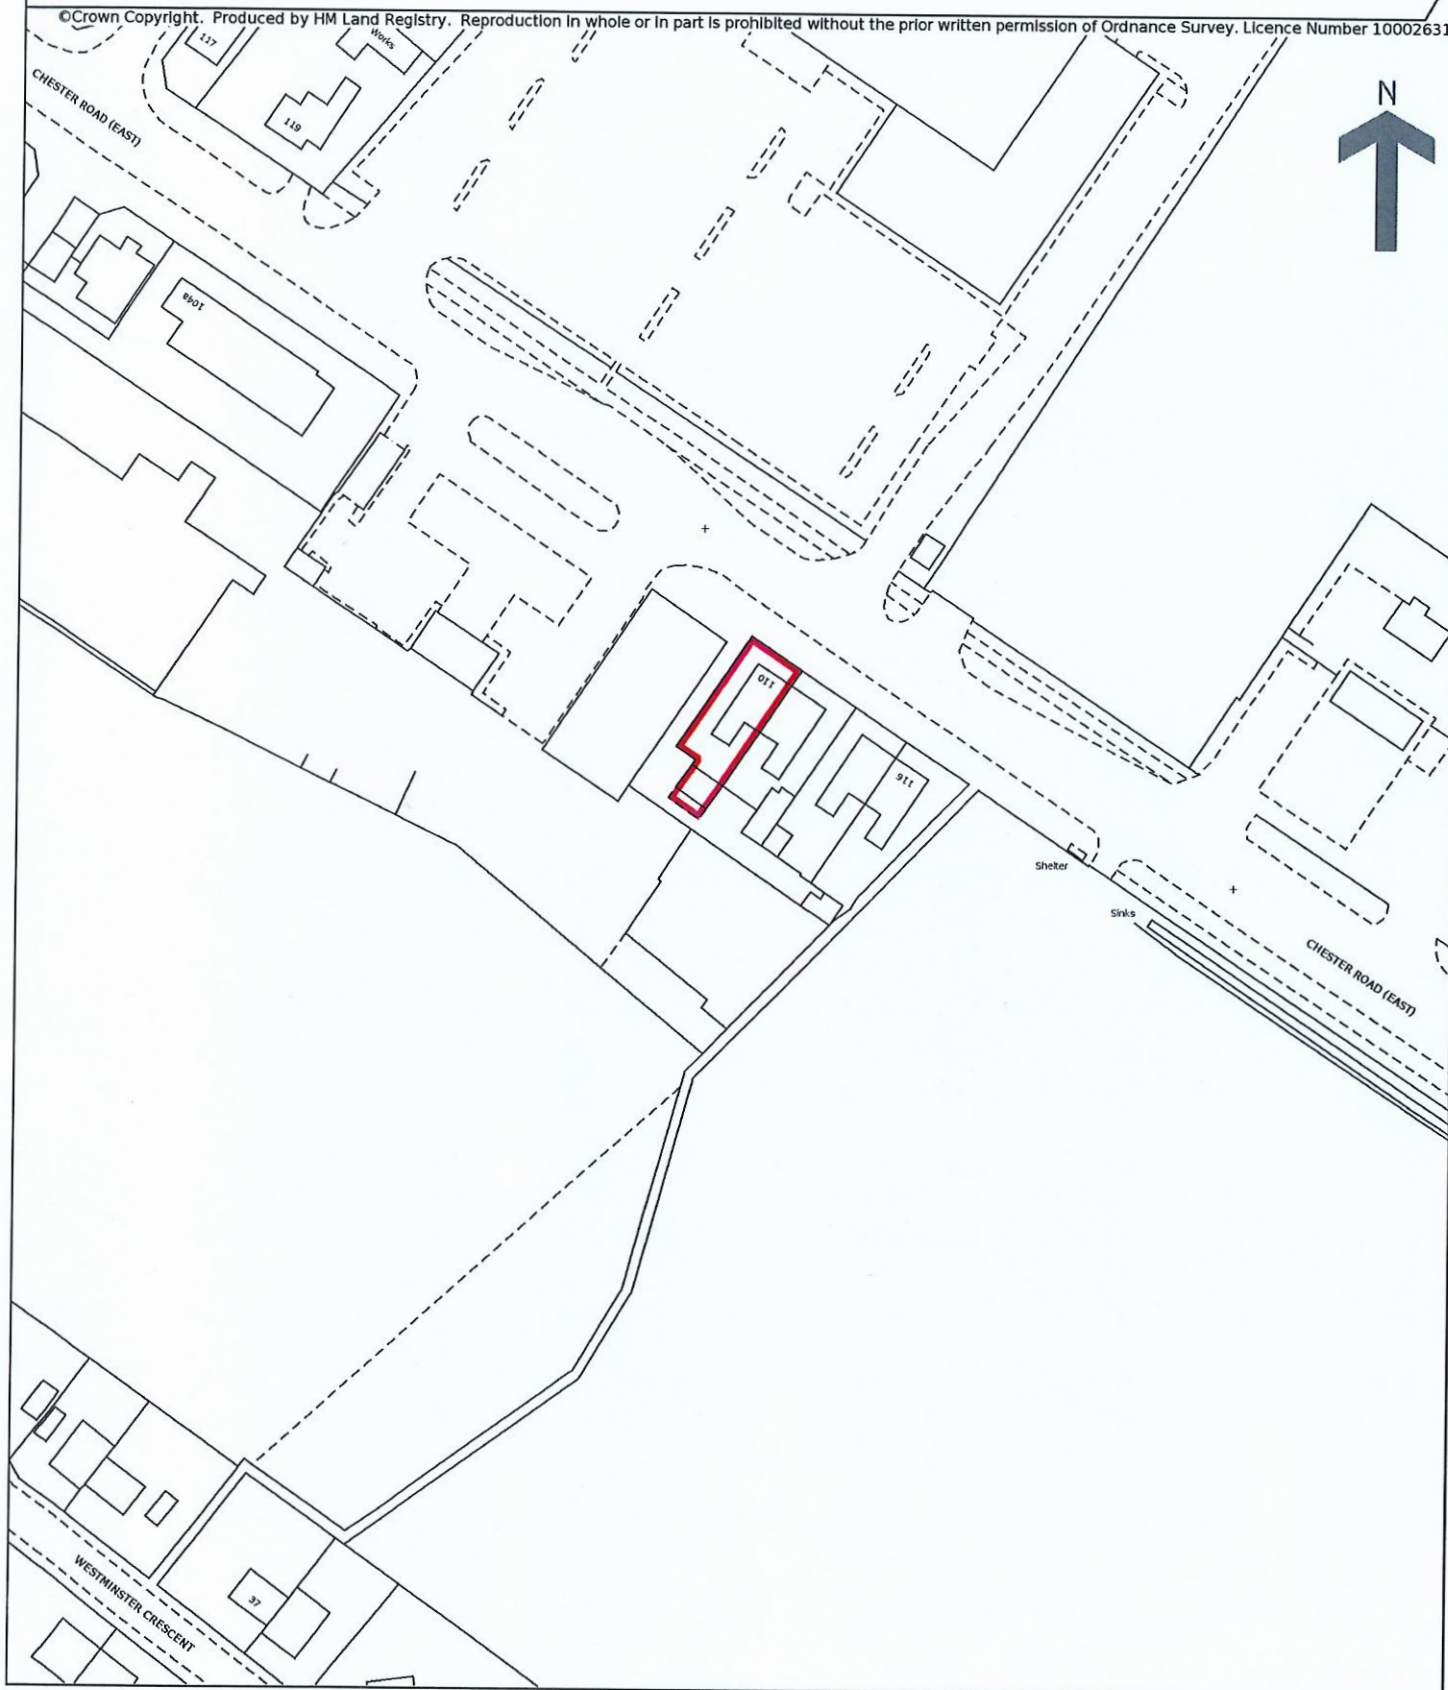 ©Crown Copyright. Produced by HM Land Registry. Reproduction in whole or in part is prohibited without the prior written permission of Ordnance Survey. Licence Number 10002631
117
Works
N
CHESTER ROAD (EAST)
119
104a
110
116
Shelter
Sinks
CHESTER ROAD (EAST)
WESTMINSTER CRESCENT
37